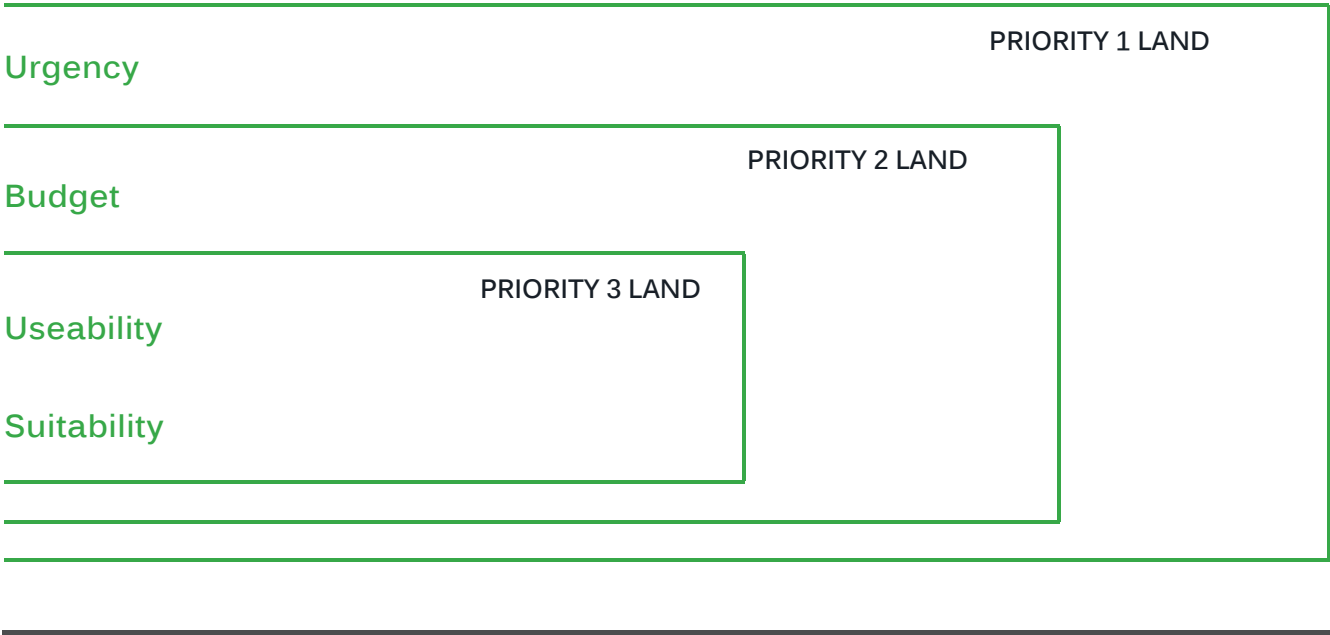 PRIORITY 1 LAND
Urgency
PRIORITY 2 LAND
Budget
PRIORITY 3 LAND
Useability
Suitability